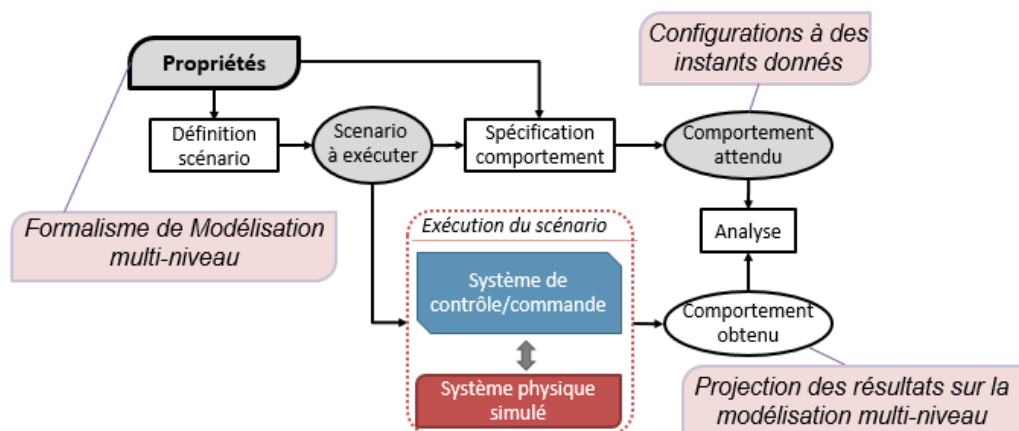 Configurations à des
instants donnés
Propriétés
Définition
scénario
Scenario
à exécuter
Spécification
comportement
Comportement
attendu
Formalisme de Modélisation
multi-niveau
Exécution du scénario
Analyse
Système de
contrôle/commande
Comportement
obtenu
Système physique
simulé
Projection des résultats sur la
modélisation multi-niveau